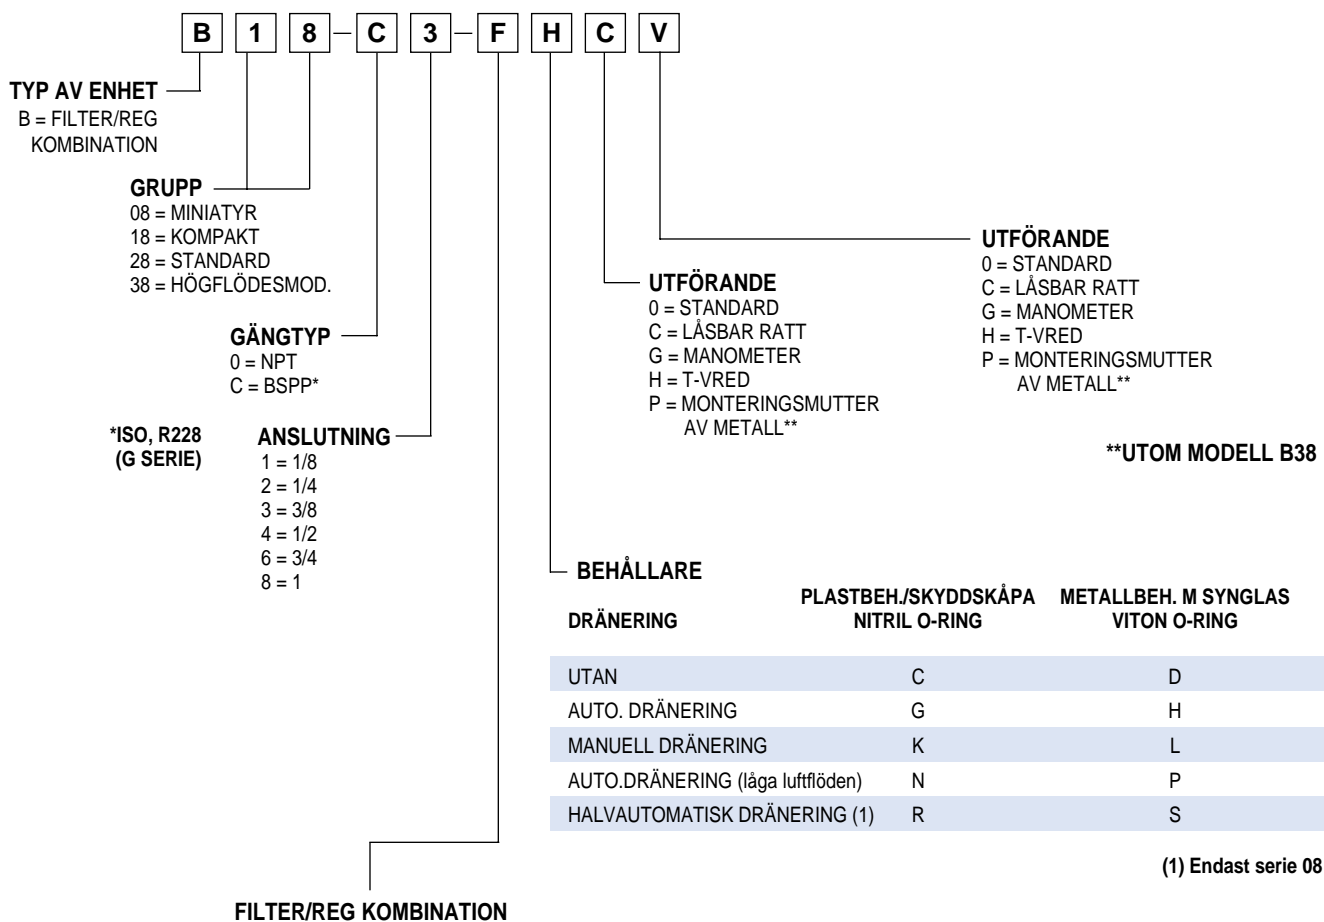 B 1 8 – C 3 – F H C V
TYP AV ENHET
B = FILTER/REG
KOMBINATION
GRUPP
08 = MINIATYR
18 = KOMPAKT
28 = STANDARD
38 = HÖGFLÖDESMOD.
GÄNGTYP
0 = NPT
C = BSPP*
*ISO, R228
(G SERIE)
ANSLUTNING
1 = 1/8
2 = 1/4
3 = 3/8
4 = 1/2
6 = 3/4
8 = 1
UTFÖRANDE
0 = STANDARD
C = LÅSBAR RATT
G = MANOMETER
H = T-VRED
P = MONTERINGSMUTTER
AV METALL**
UTFÖRANDE
0 = STANDARD
C = LÅSBAR RATT
G = MANOMETER
H = T-VRED
P = MONTERINGSMUTTER
AV METALL**
**UTOM MODELL B38
BEHÅLLARE
PLASTBEH./SKYDDSKÅPA METALLBEH. M SYNGLAS
DRÄNERING NITRIL O-RING VITON O-RING
UTAN C D
AUTO. DRÄNERING G H
MANUELL DRÄNERING K L
AUTO.DRÄNERING (låga luftflöden) N P
HALVAUTOMATISK DRÄNERING (1) R S
(1) Endast serie 08
FILTER/REG KOMBINATION